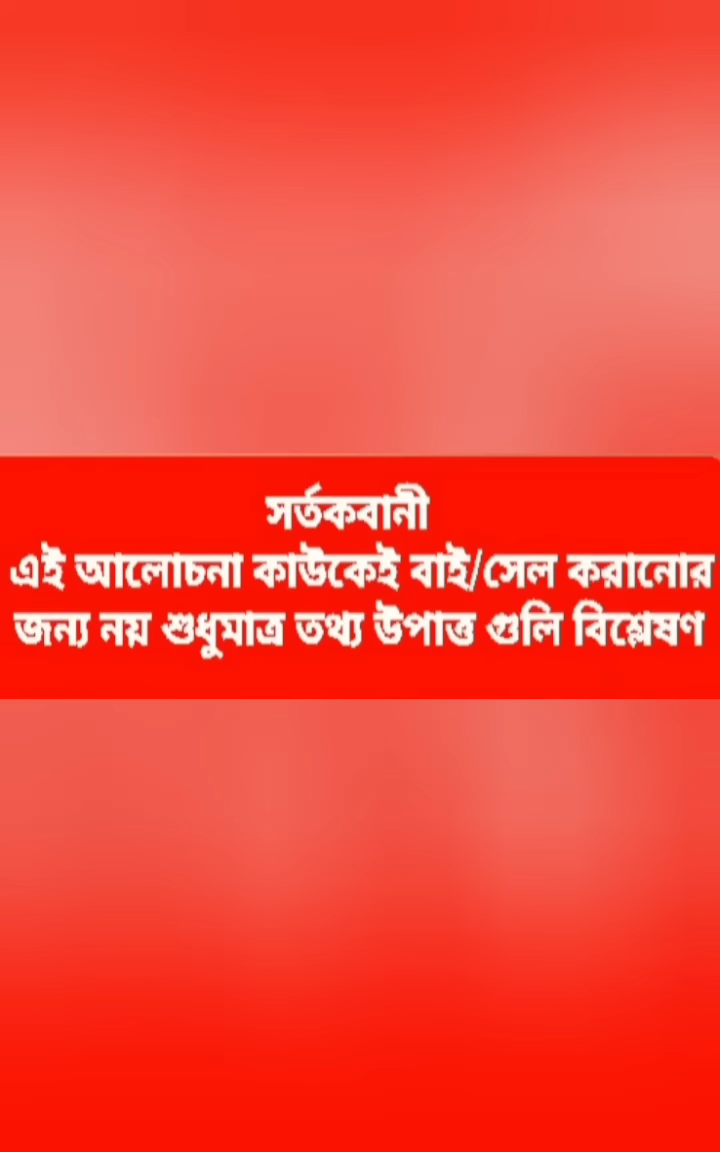 সর্তকবানী
এই আলোচনা কাউকেই বাই/সেল করানোর
জন্য নয় শুধুমাত্র তথ্য উপাত্ত গুলি বিশ্লেষণ